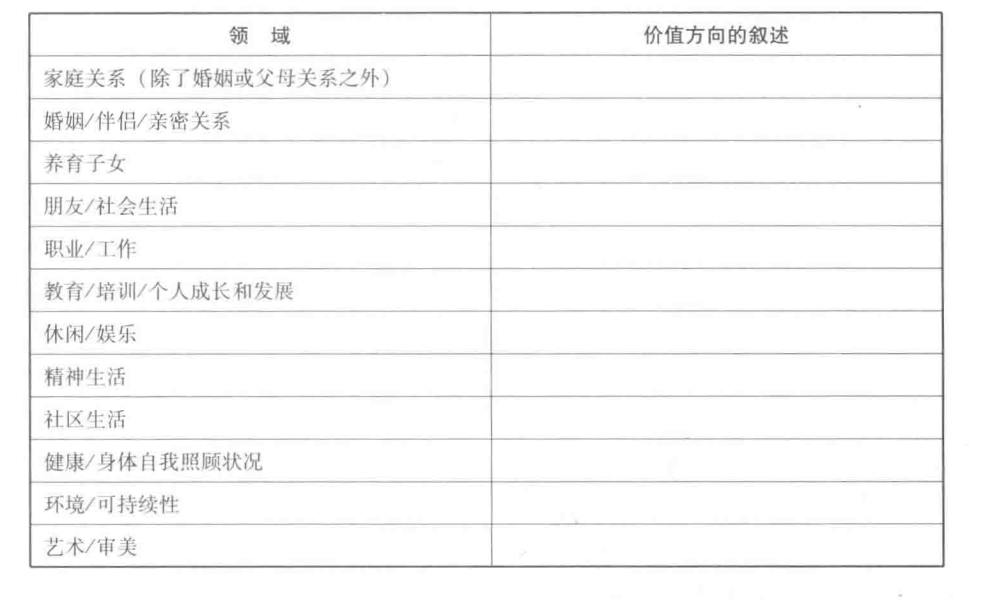 领 域 价值方向的叙述
家庭关系（除了婚姻或父母关系之外）
婚姻/伴侣/亲密关系
养育子女
朋友/社会生活
职业/工作
教育/培训/个人成长和发展
休闲/娱乐
精神生活
社区生活
健康/身体自我照顾状况
环境/可持续性
艺术/审美